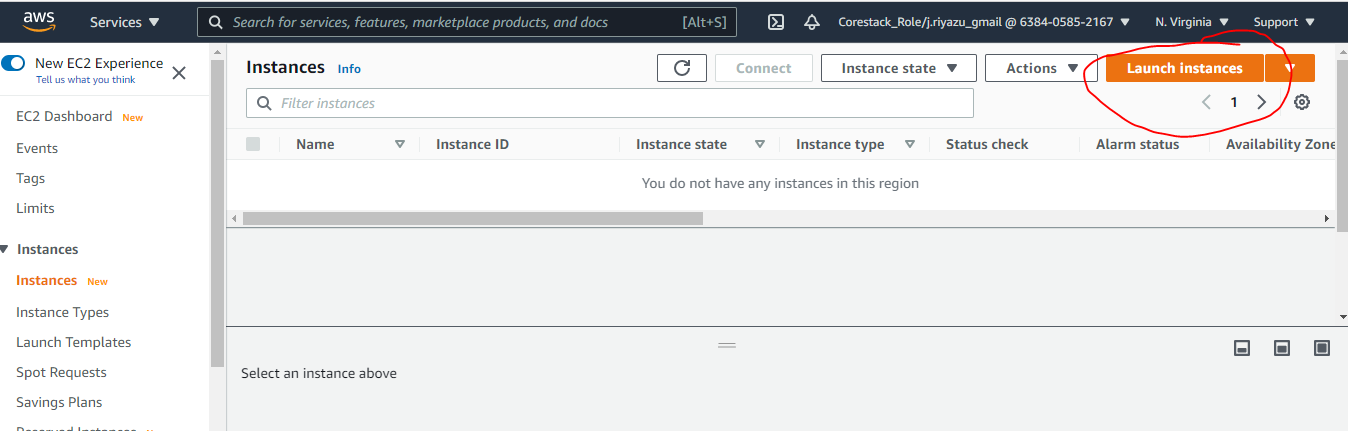 aws Services Search for services, features, marketplace products, and docs [Alt+S] Corestack_Role/j.riyazu_gmail @ 6384-0585-2167 N. Virginia Support
New EC2 Experience
Tell us what you think
EC2 Dashboard New
Events
Tags
Limits
Instances
Instances New
Instance Types
Launch Templates
Spot Requests
Savings Plans
Reserved Instances
Instances Info Connect Instance state Actions Launch instances
Filter instances 1
Name Instance ID Instance state Instance type Status check Alarm status Availability Zone
You do not have any instances in this region
Select an instance above